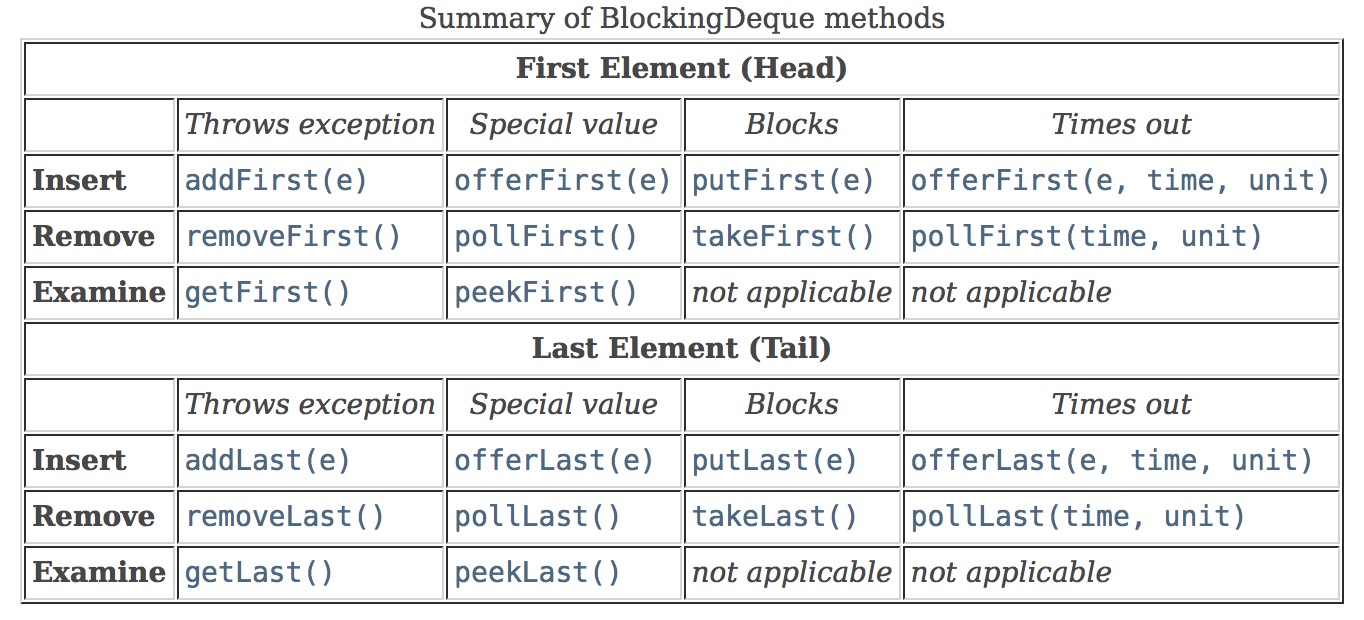 Summary of BlockingDeque methods
First Element (Head)
Throws exception Special value Blocks Times out
Insert addFirst(e) offerFirst(e) putFirst(e) offerFirst(e, time, unit)
Remove removeFirst() pollFirst() takeFirst() pollFirst(time, unit)
Examine getFirst() peekFirst() not applicable not applicable
Last Element (Tail)
Throws exception Special value Blocks Times out
Insert addLast(e) offerLast(e) putLast(e) offerLast(e, time, unit)
Remove removeLast() pollLast() takeLast() pollLast(time, unit)
Examine getLast() peekLast() not applicable not applicable